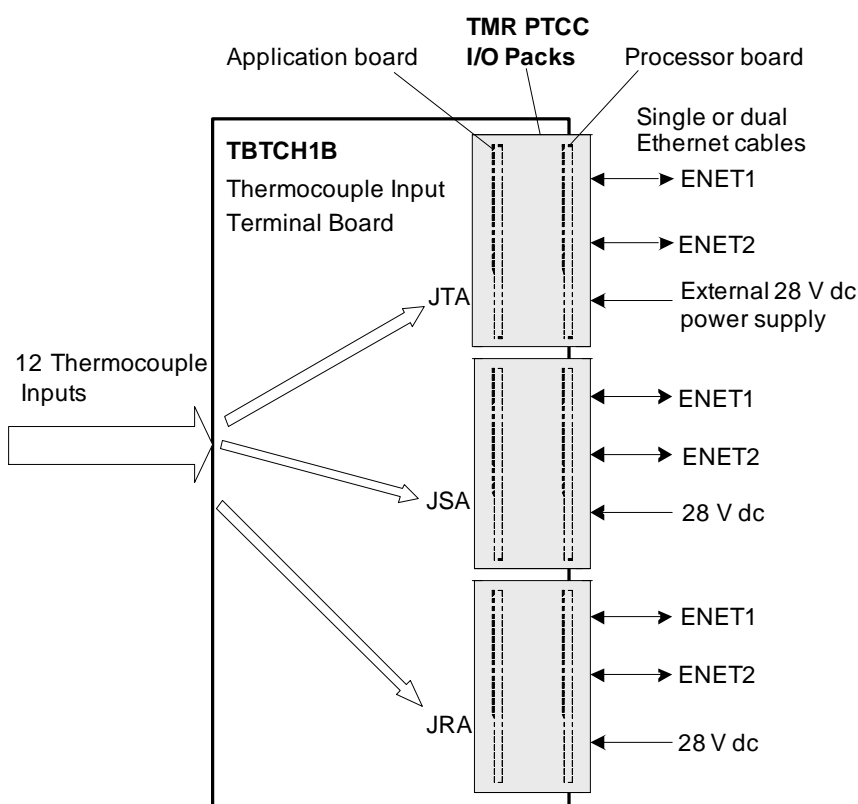 TMR PTCC
I/O Packs
Application board
Processor board
Single or dual
Ethernet cables
TBTCH1B
Thermocouple Input
Terminal Board
ENET1
ENET2
JTA
External 28 V dc
power supply
12 Thermocouple
Inputs
ENET1
ENET2
JSA
28 V dc
ENET1
ENET2
JRA
28 V dc